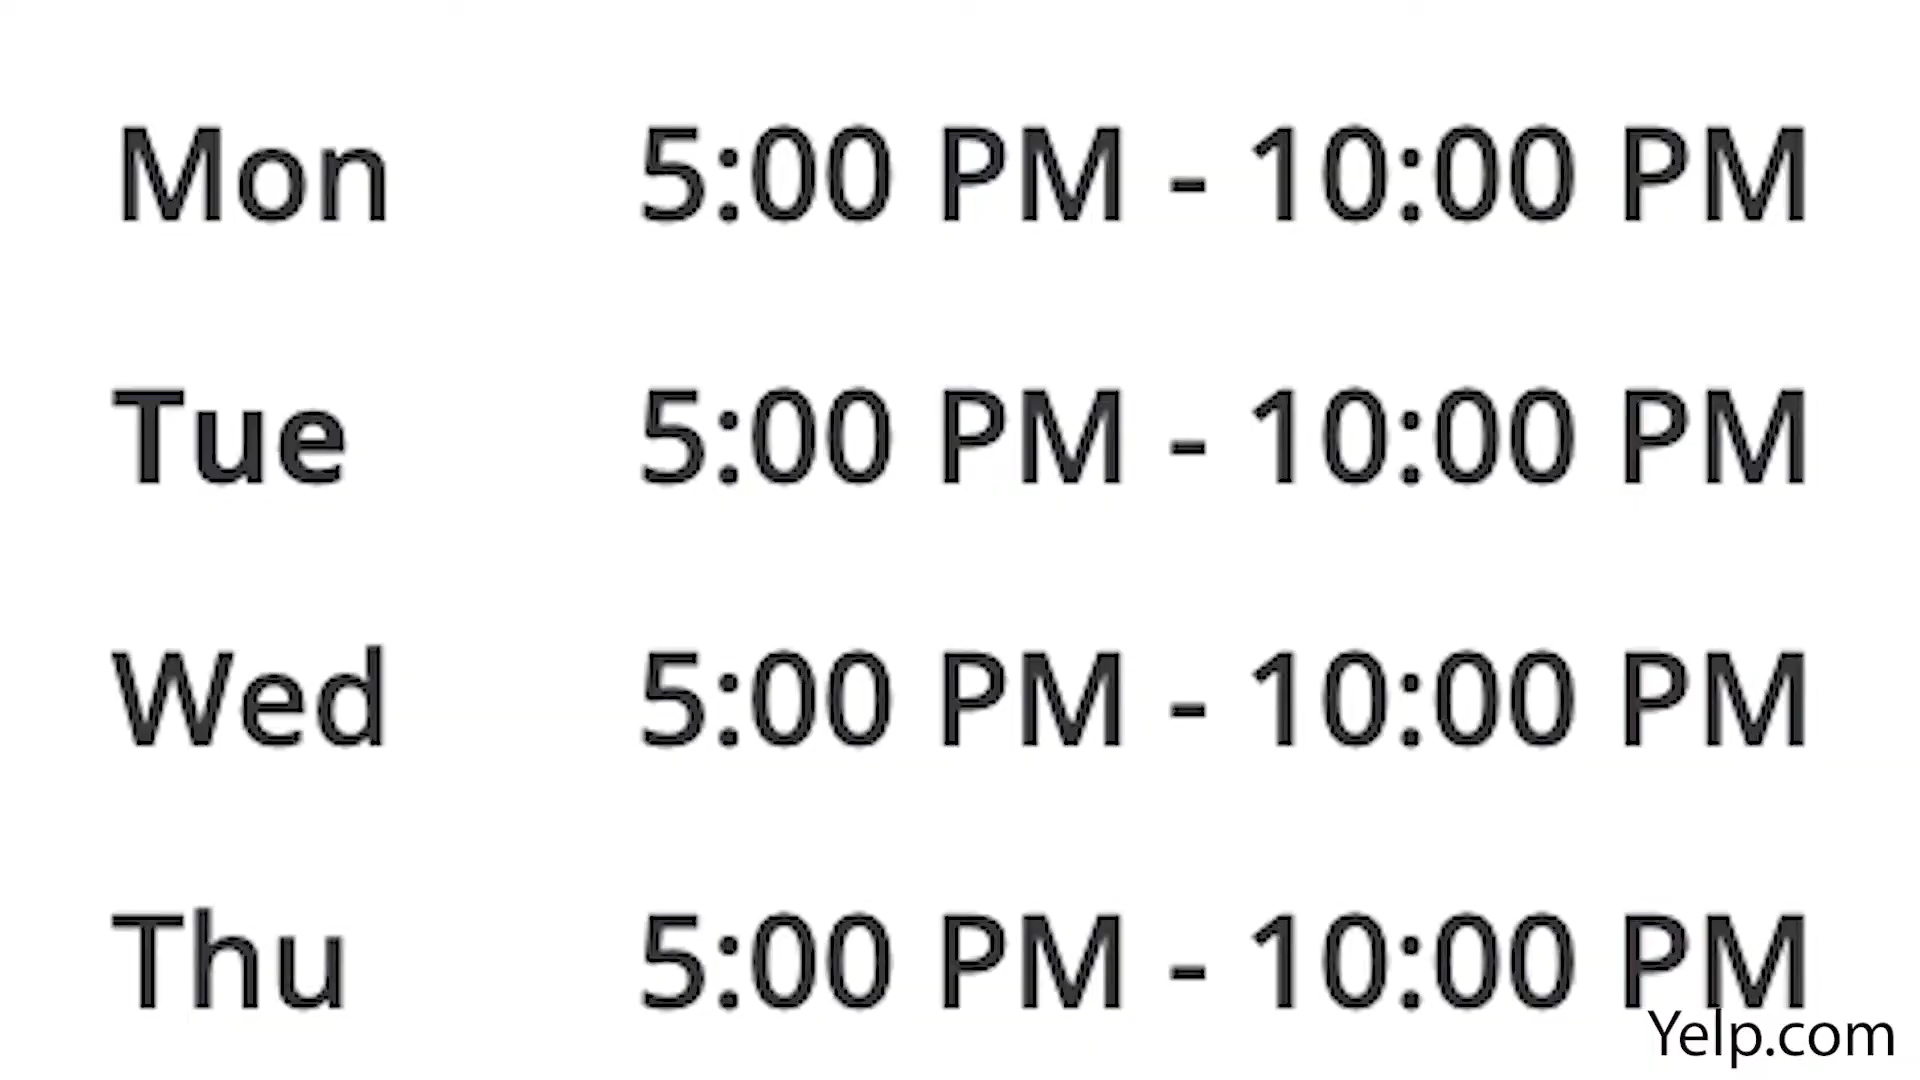 Mon 5:00 PM - 10:00 PM
Tue 5:00 PM - 10:00 PM
Wed 5:00 PM - 10:00 PM
Thu 5:00 PM - 10:00 PM
Yelp.com